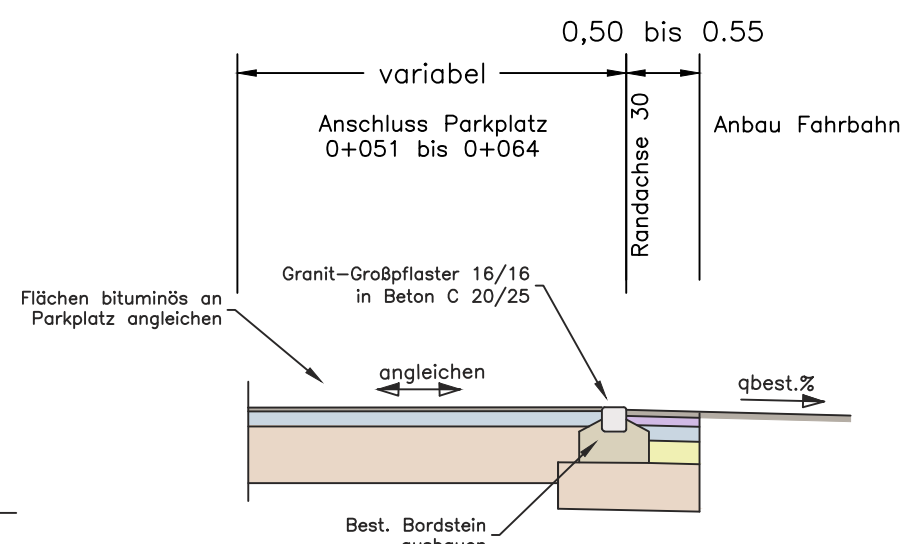 0,50 bis 0.55
variabel
Randachse 30
Anschluss Parkplatz
0+051 bis 0+064
Anbau Fahrbahn
Granit-Großpflaster 16/16
in Beton C 20/25
Flächen bituminös an
Parkplatz angleichen
angleichen
qbest.%
Best. Bordstein